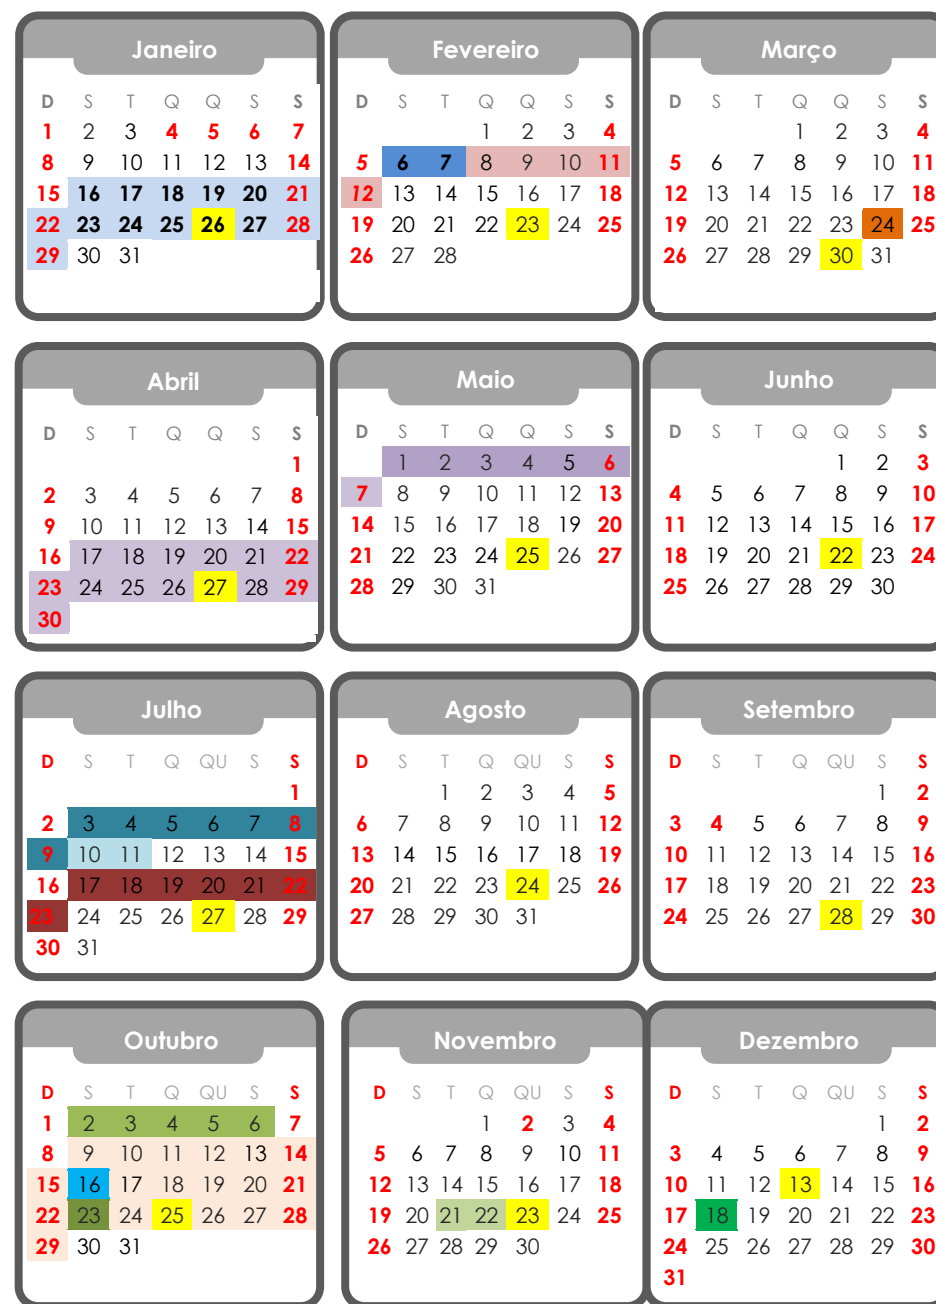 Janeiro
D S T Q Q S S
1 2 3 4 5 6 7
8 9 10 11 12 13 14
15 16 17 18 19 20 21
22 23 24 25 26 27 28
29 30 31
Fevereiro
D S T Q Q S S
1 2 3 4
5 6 7 8 9 10 11
12 13 14 15 16 17 18
19 20 21 22 23 24 25
26 27 28
Março
D S T Q Q S S
1 2 3 4
5 6 7 8 9 10 11
12 13 14 15 16 17 18
19 20 21 22 23 24 25
26 27 28 29 30 31
Abril
D S T Q Q S S
1
2 3 4 5 6 7 8
9 10 11 12 13 14 15
16 17 18 19 20 21 22
23 24 25 26 27 28 29
30
Maio
D S T Q Q S S
1 2 3 4 5 6
7 8 9 10 11 12 13
14 15 16 17 18 19 20
21 22 23 24 25 26 27
28 29 30 31
Junho
D S T Q Q S S
1 2 3
4 5 6 7 8 9 10
11 12 13 14 15 16 17
18 19 20 21 22 23 24
25 26 27 28 29 30
Julho
D S T Q QU S S
1
2 3 4 5 6 7 8
9 10 11 12 13 14 15
16 17 18 19 20 21 22
23 24 25 26 27 28 29
30 31
Agosto
D S T Q QU S S
1 2 3 4 5
6 7 8 9 10 11 12
13 14 15 16 17 18 19
20 21 22 23 24 25 26
27 28 29 30 31
Setembro
D S T Q QU S S
1 2
3 4 5 6 7 8 9
10 11 12 13 14 15 16
17 18 19 20 21 22 23
24 25 26 27 28 29 30
Outubro
D S T Q QU S S
1 2 3 4 5 6 7
8 9 10 11 12 13 14
15 16 17 18 19 20 21
22 23 24 25 26 27 28
29 30 31
Novembro
D S T Q QU S S
1 2 3 4
5 6 7 8 9 10 11
12 13 14 15 16 17 18
19 20 21 22 23 24 25
26 27 28 29 30
Dezembro
D S T Q QU S S
1 2
3 4 5 6 7 8 9
10 11 12 13 14 15 16
17 18 19 20 21 22 23
24 25 26 27 28 29 30
31